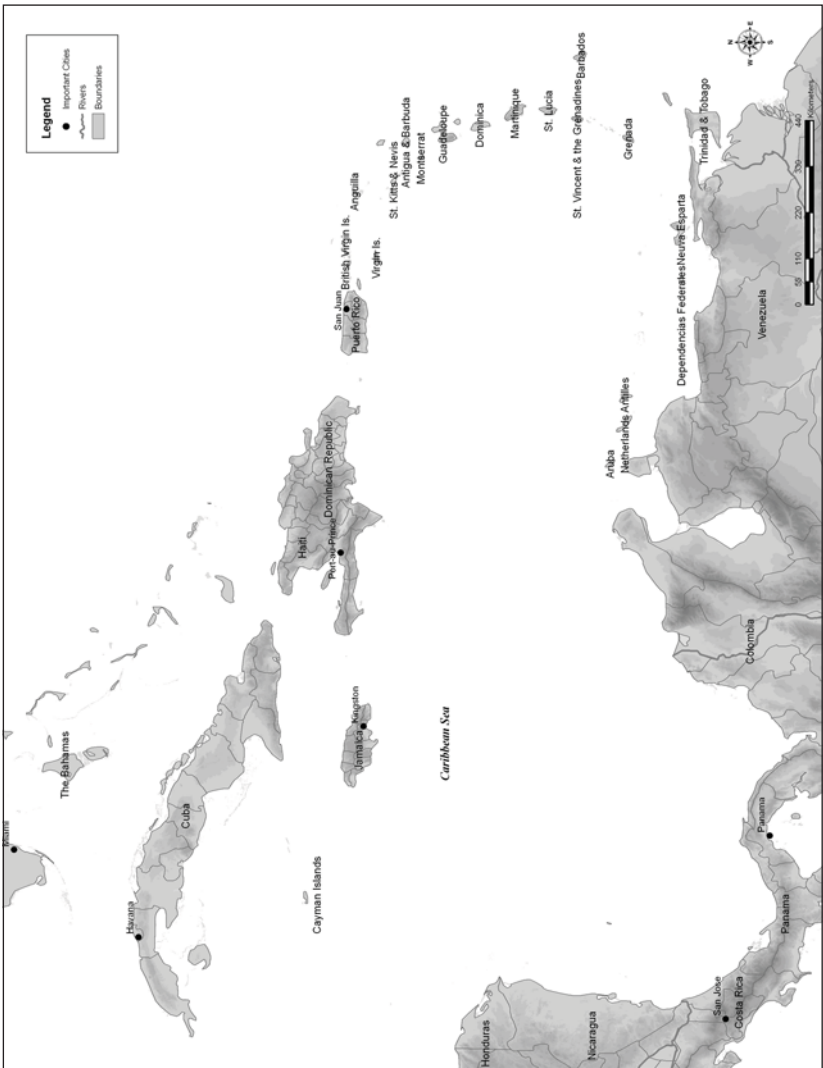 Legend
Important Cities
Rivers
Boundaries
N
E
S
W
Miami
The Bahamas
Havana
Cuba
Cayman Islands
Jamaica
Kingston
Haiti
Port-au-Prince
Dominican Republic
San Juan
Puerto Rico
British Virgin Is.
Virgin Is.
Anguilla
St. Kitts & Nevis
Antigua & Barbuda
Montserrat
Guadeloupe
Dominica
Martinique
St. Lucia
St. Vincent & the Grenadines
Barbados
Grenada
Trinidad & Tobago
Caribbean Sea
Aruba
Netherlands Antilles
Dependencias Federales
Neuva Esparta
Venezuela
Colombia
Panama
Panama
San Jose
Costa Rica
Nicaragua
Honduras
0 55 110 220 330 440
Kilometers